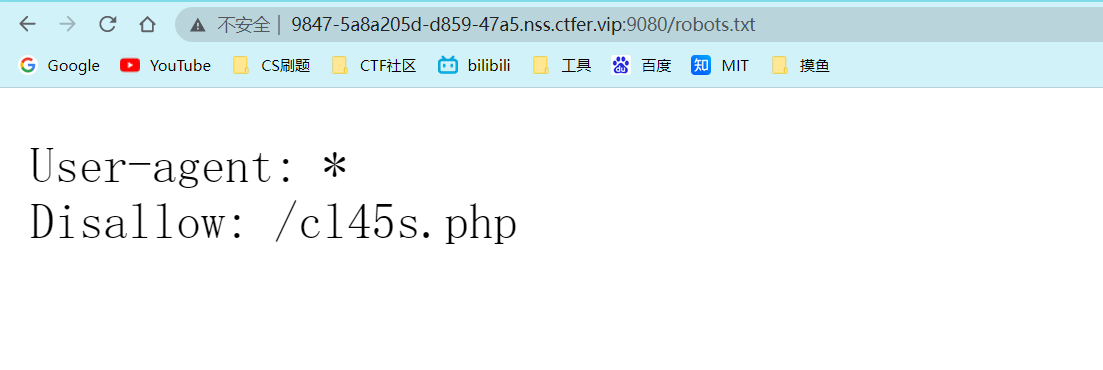 不安全 | 9847-5a8a205d-d859-47a5.nss.ctfer.vip:9080/robots.txt
Google YouTube CS刷题 CTF社区 bilibili 工具 百度 知 MIT 摸鱼
User-agent: *
Disallow: /cl45s.php